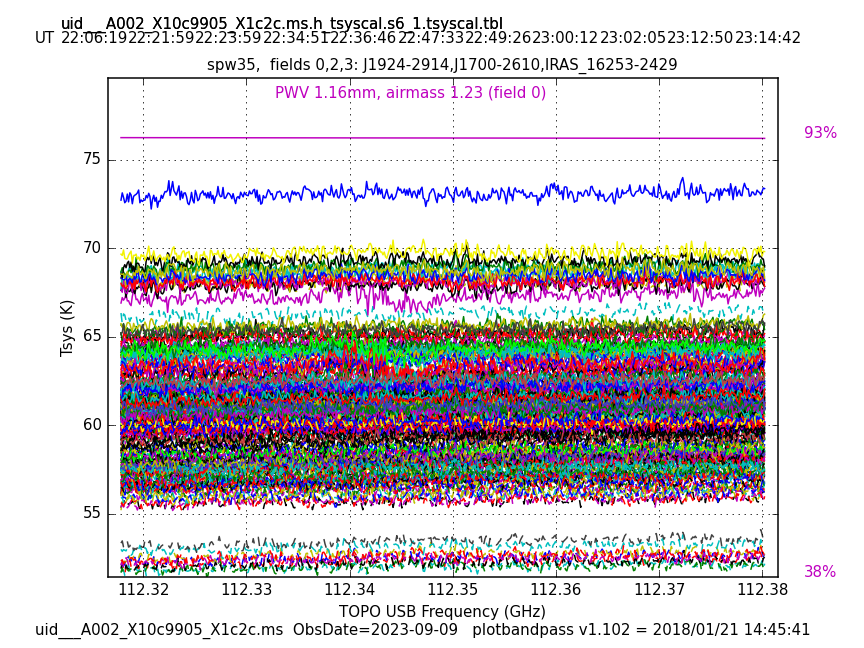 uid___A002_X10c9905_X1c2c.ms.h_tsyscal.s6_1.tsyscal.tbl
UT 22:06:19 22:21:59 22:23:59 22:34:51 22:36:46 22:47:33 22:49:26 23:00:12 23:02:05 23:12:50 23:14:42
spw35, fields 0,2,3: J1924-2914,J1700-2610,IRAS_16253-2429
PWV 1.16mm, airmass 1.23 (field 0)
93%
75
70
65
60
55
Tsys (K)
38%
112.32 112.33 112.34 112.35 112.36 112.37 112.38
TOPO USB Frequency (GHz)
uid___A002_X10c9905_X1c2c.ms ObsDate=2023-09-09 plotbandpass v1.102 = 2018/01/21 14:45:41